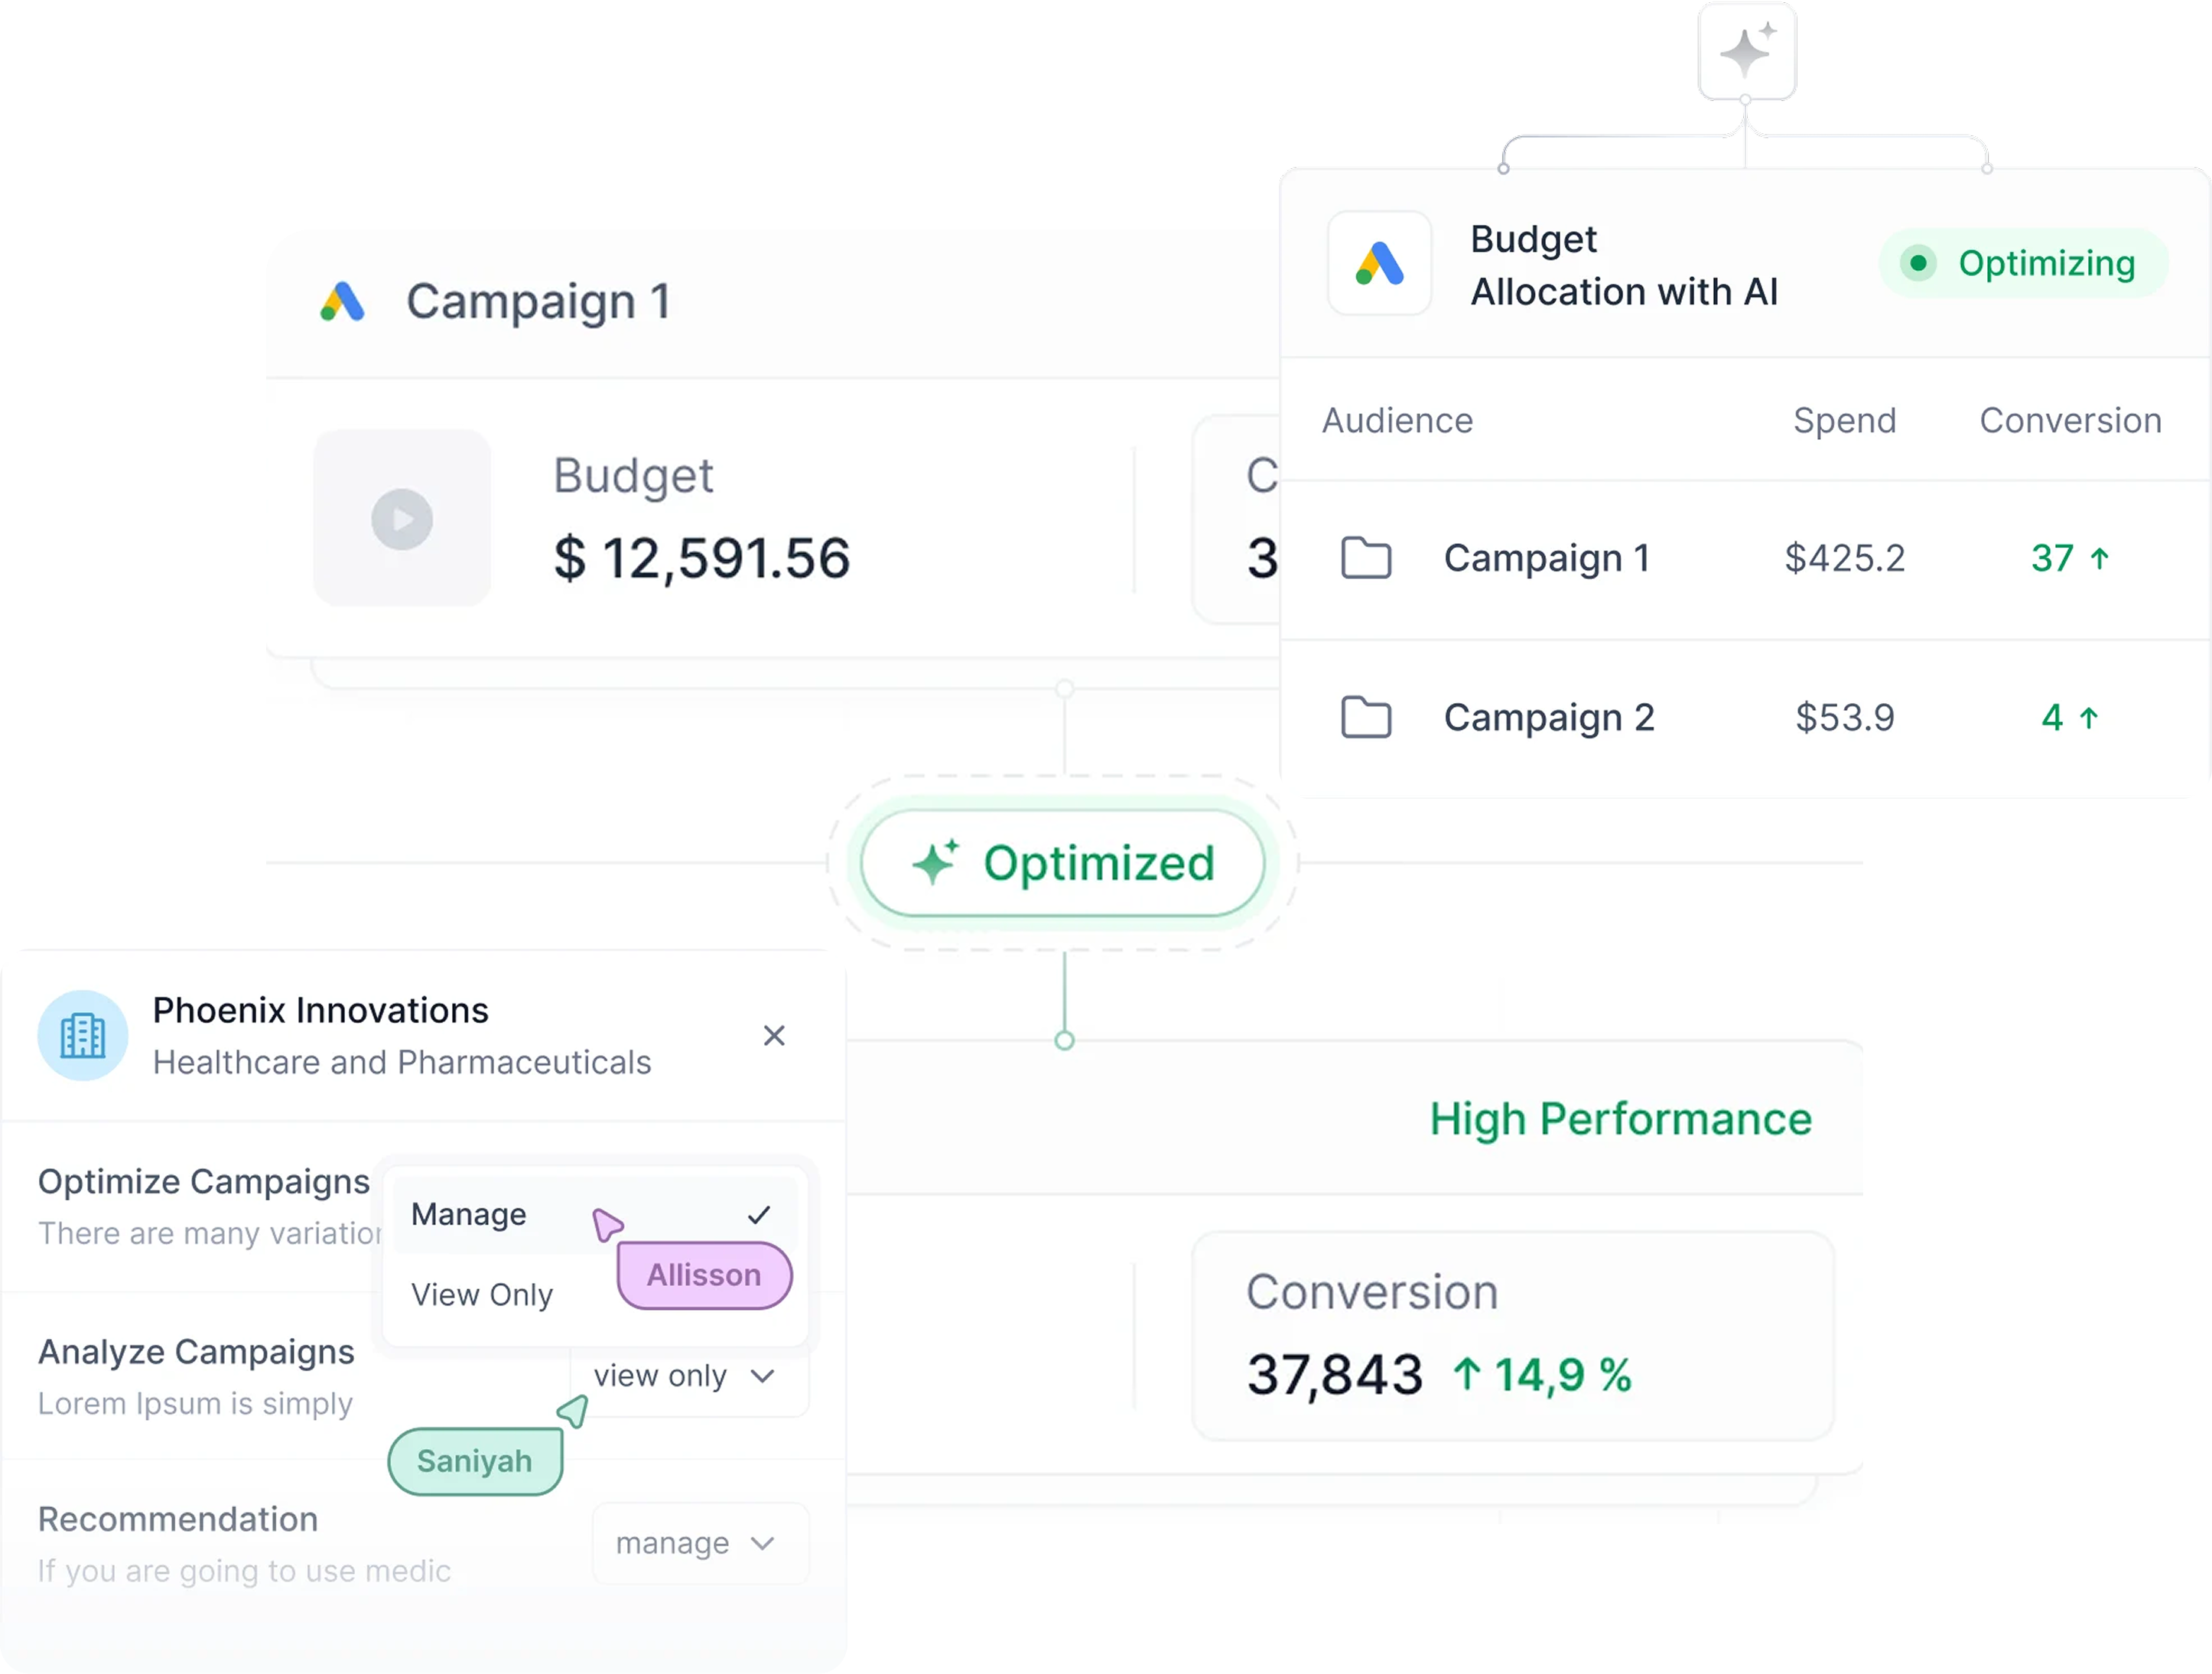 Budget
Allocation with AI
Optimizing
Audience Spend Conversion
Campaign 1 $425.2 37 ↑
Campaign 2 $53.9 4 ↑
Campaign 1
Budget
$ 12,591.56
C
3
Optimized
High Performance
Conversion
37,843 ↑ 14,9 %
Phoenix Innovations
Healthcare and Pharmaceuticals
Optimize Campaigns
There are many variation
Manage
Allisson
View Only
Analyze Campaigns
Lorem Ipsum is simply
view only
Saniyah
Recommendation
If you are going to use medic
manage